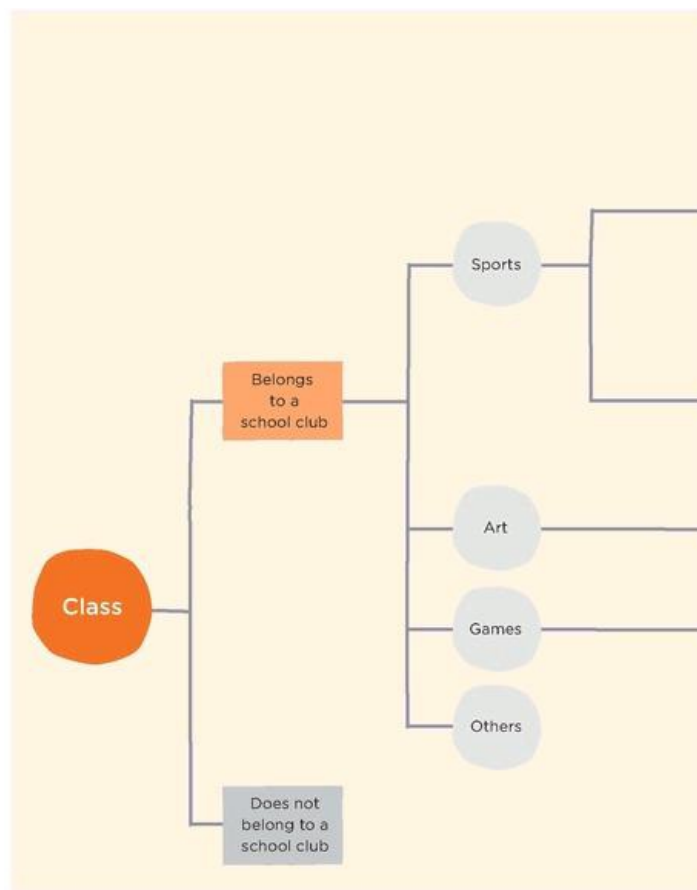 Sports
Belongs
to a
school club
Art
Class
Games
Others
Does not
belong to a
school club